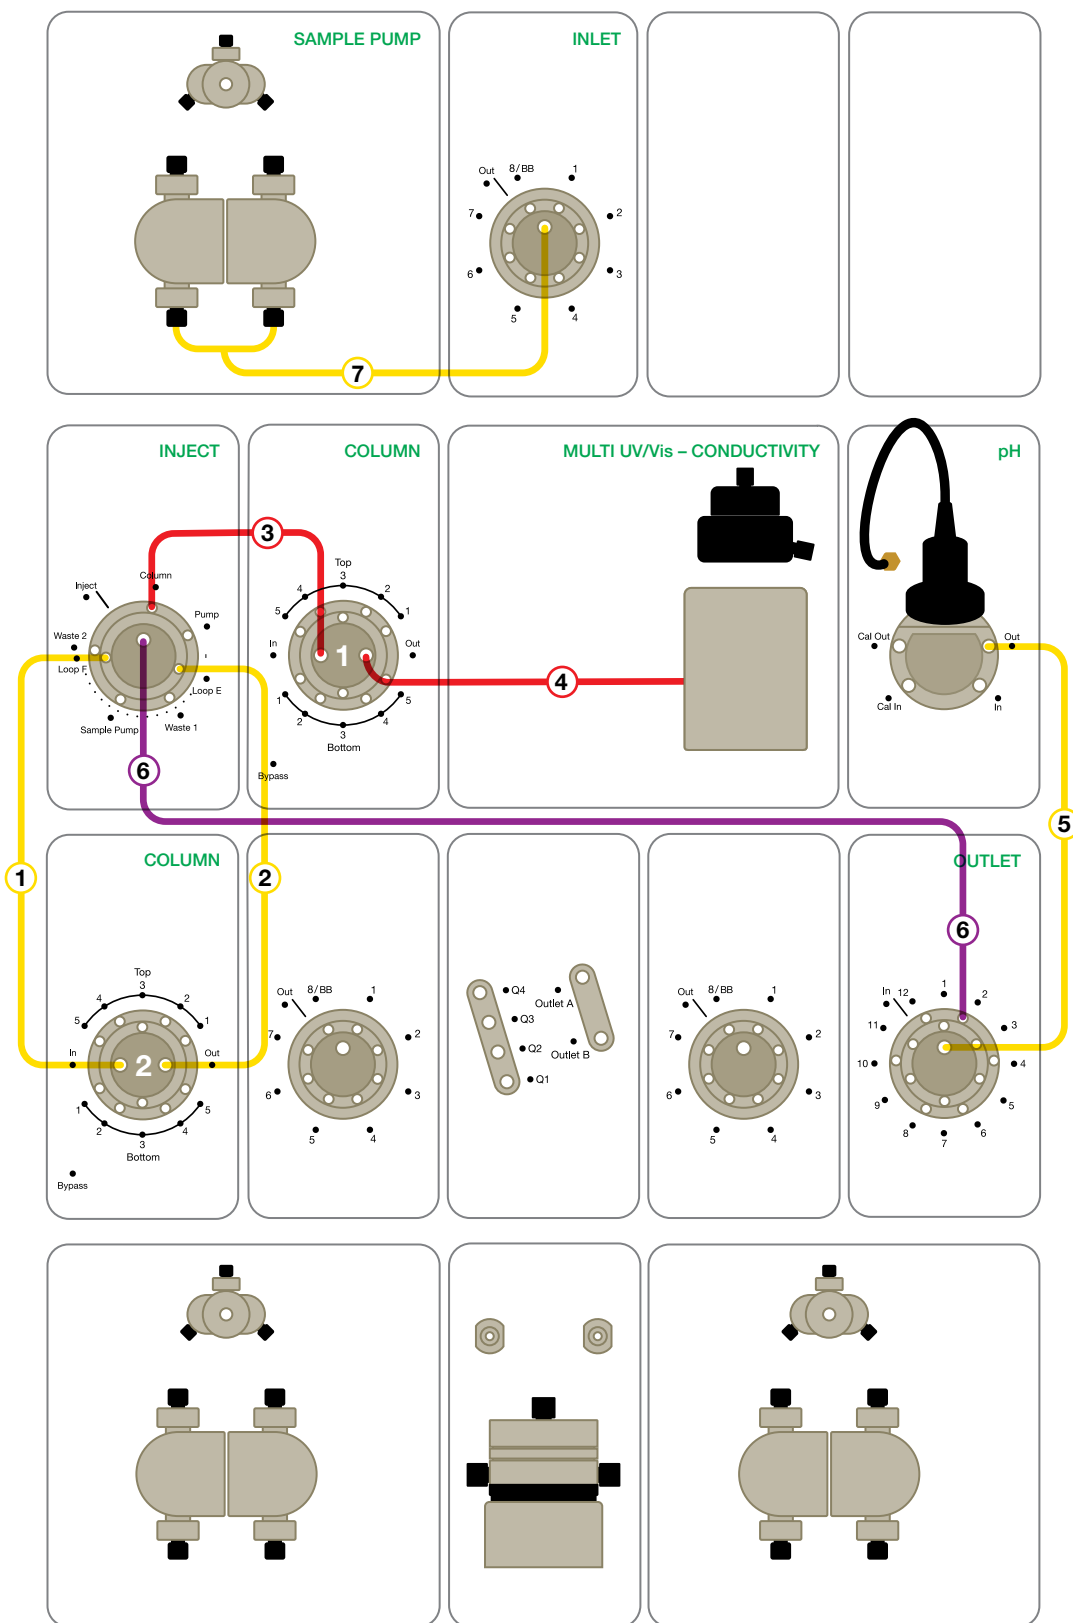 SAMPLE PUMP
INLET
Out
8/BB
1
7
2
6
3
5
4
7
INJECT
COLUMN
MULTI UV/Vis – CONDUCTIVITY
pH
3
Column
Inject
Pump
Waste 2
Loop F
Loop E
Sample Pump
Waste 1
Top
3
4
2
5
1
In
1
Out
1
5
2
4
3
Bottom
Bypass
4
Cal Out
Out
Cal In
In
6
5
1
2
COLUMN
OUTLET
6
Top
3
4
2
5
1
In
2
Out
1
5
2
4
3
Bottom
Bypass
Out
8/BB
1
7
2
6
3
5
4
Q4
Outlet A
Q3
Q2
Outlet B
Q1
Out
8/BB
1
7
2
6
3
5
4
In
12
1
2
11
3
10
4
9
5
8
6
7